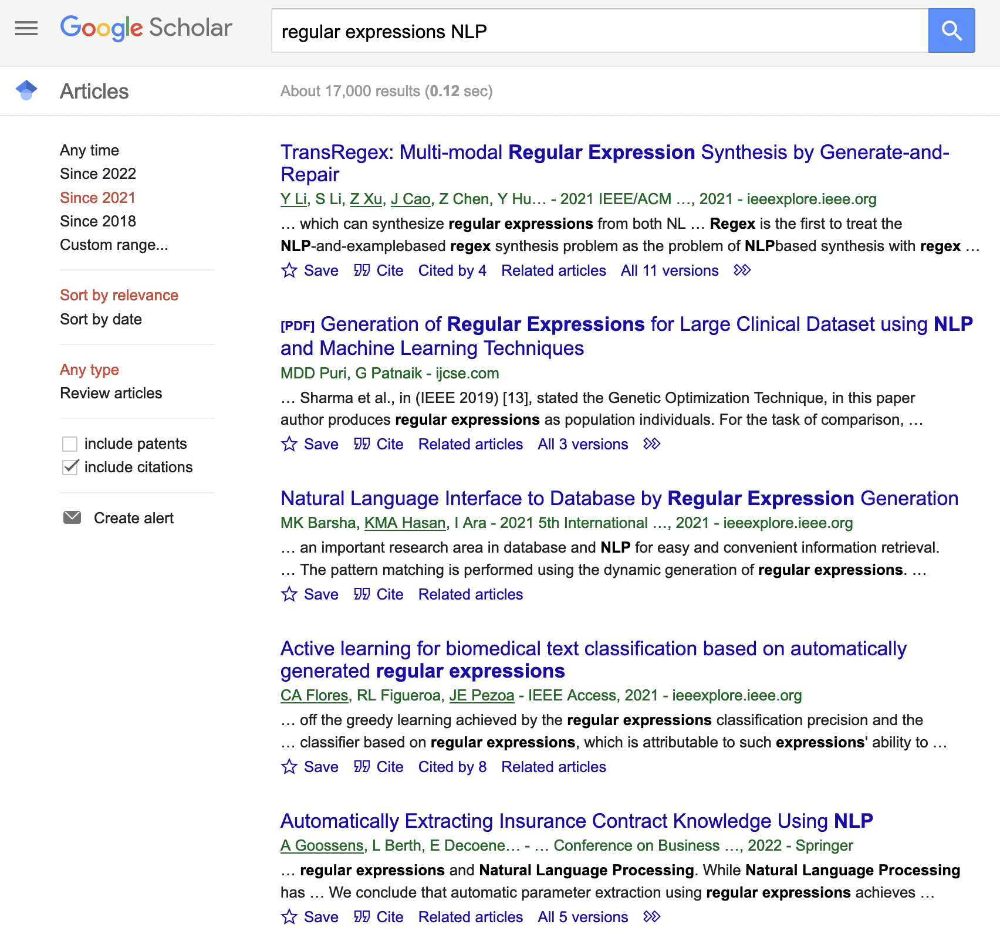 Google Scholar
regular expressions NLP
Articles
About 17,000 results (0.12 sec)
Any time
Since 2022
Since 2021
Since 2018
Custom range...
Sort by relevance
Sort by date
Any type
Review articles
include patents
include citations
Create alert
TransRegex: Multi-modal Regular Expression Synthesis by Generate-and-
Repair
Y Li, S Li, Z Xu, J Cao, Z Chen, Y Hu… - 2021 IEEE/ACM …, 2021 - ieeexplore.ieee.org
… which can synthesize regular expressions from both NL … Regex is the first to treat the
NLP-and-examplebased regex synthesis problem as the problem of NLPbased synthesis with regex …
Save Cite Cited by 4 Related articles All 11 versions
[PDF] Generation of Regular Expressions for Large Clinical Dataset using NLP
and Machine Learning Techniques
MDD Puri, G Patnaik - ijcse.com
… Sharma et al., in (IEEE 2019) [13], stated the Genetic Optimization Technique, in this paper
author produces regular expressions as population individuals. For the task of comparison, …
Save Cite Related articles All 3 versions
Natural Language Interface to Database by Regular Expression Generation
MK Barsha, KMA Hasan, I Ara - 2021 5th International …, 2021 - ieeexplore.ieee.org
… an important research area in database and NLP for easy and convenient information retrieval.
… The pattern matching is performed using the dynamic generation of regular expressions. …
Save Cite Related articles
Active learning for biomedical text classification based on automatically
generated regular expressions
CA Flores, RL Figueroa, JE Pezoa - IEEE Access, 2021 - ieeexplore.ieee.org
… off the greedy learning achieved by the regular expressions classification precision and the
… classifier based on regular expressions, which is attributable to such expressions' ability to …
Save Cite Cited by 8 Related articles
Automatically Extracting Insurance Contract Knowledge Using NLP
A Goossens, L Berth, E Decoene… - … Conference on Business …, 2022 - Springer
… regular expressions and Natural Language Processing. While Natural Language Processing
has … We conclude that automatic parameter extraction using regular expressions achieves …
Save Cite Related articles All 5 versions